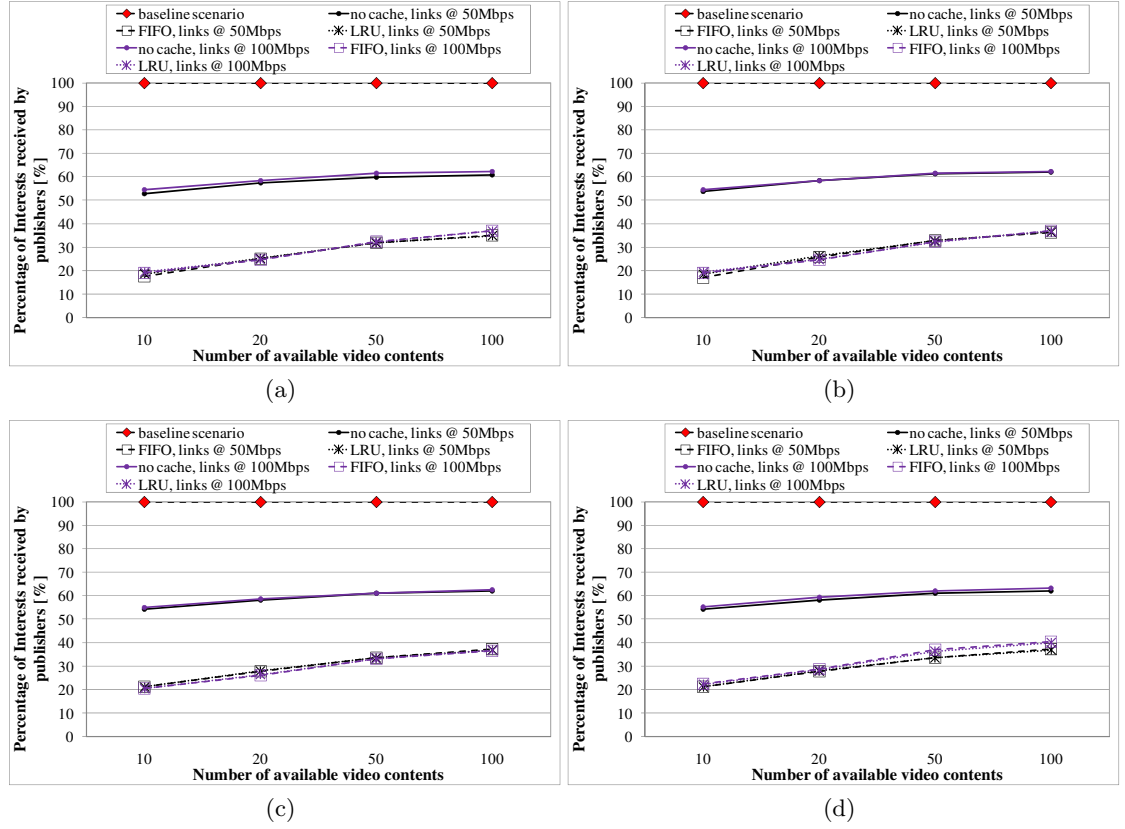 baseline scenario
no cache, links @ 50Mbps
FIFO, links @ 50Mbps
LRU, links @ 50Mbps
no cache, links @ 100Mbps
FIFO, links @ 100Mbps
LRU, links @ 100Mbps
Percentage of Interests received by
publishers [%]
100
90
80
70
60
50
40
30
20
10
0
10 20 50 100
Number of available video contents
(a)
baseline scenario
no cache, links @ 50Mbps
FIFO, links @ 50Mbps
LRU, links @ 50Mbps
no cache, links @ 100Mbps
FIFO, links @ 100Mbps
LRU, links @ 100Mbps
Percentage of Interests received by
publishers [%]
100
90
80
70
60
50
40
30
20
10
0
10 20 50 100
Number of available video contents
(b)
baseline scenario
no cache, links @ 50Mbps
FIFO, links @ 50Mbps
LRU, links @ 50Mbps
no cache, links @ 100Mbps
FIFO, links @ 100Mbps
LRU, links @ 100Mbps
Percentage of Interests received by
publishers [%]
100
90
80
70
60
50
40
30
20
10
0
10 20 50 100
Number of available video contents
(c)
baseline scenario
no cache, links @ 50Mbps
FIFO, links @ 50Mbps
LRU, links @ 50Mbps
no cache, links @ 100Mbps
FIFO, links @ 100Mbps
LRU, links @ 100Mbps
Percentage of Interests received by
publishers [%]
100
90
80
70
60
50
40
30
20
10
0
10 20 50 100
Number of available video contents
(d)